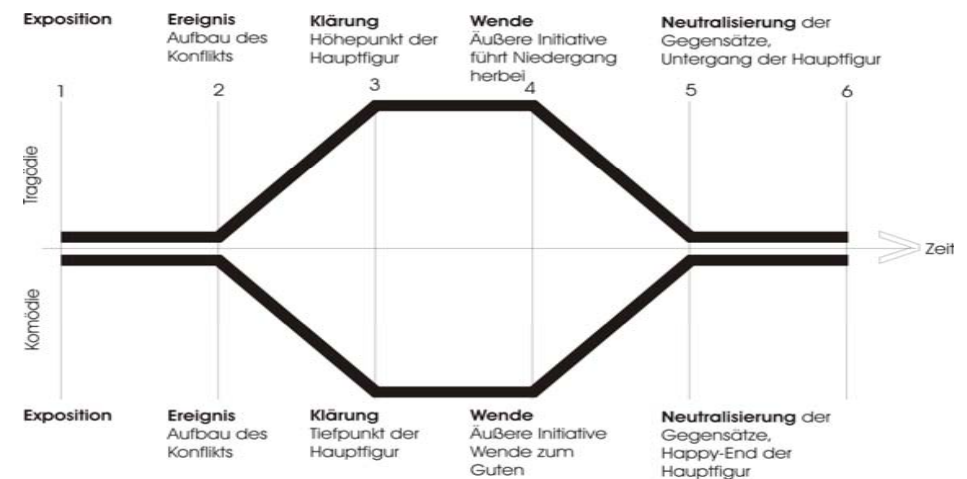 Exposition
Ereignis
Aufbau des
Konflikts
Klärung
Höhepunkt der
Hauptfigur
Wende
Äußere Initiative
führt Niedergang
herbei
Neutralisierung der
Gegensätze,
Untergang der Hauptfigur
1
2
3
4
5
6
Tragödie
Zeit
Komödie
Exposition
Ereignis
Aufbau des
Konflikts
Klärung
Tiefpunkt der
Hauptfigur
Wende
Äußere Initiative
Wende zum
Guten
Neutralisierung der
Gegensätze,
Happy-End der
Hauptfigur